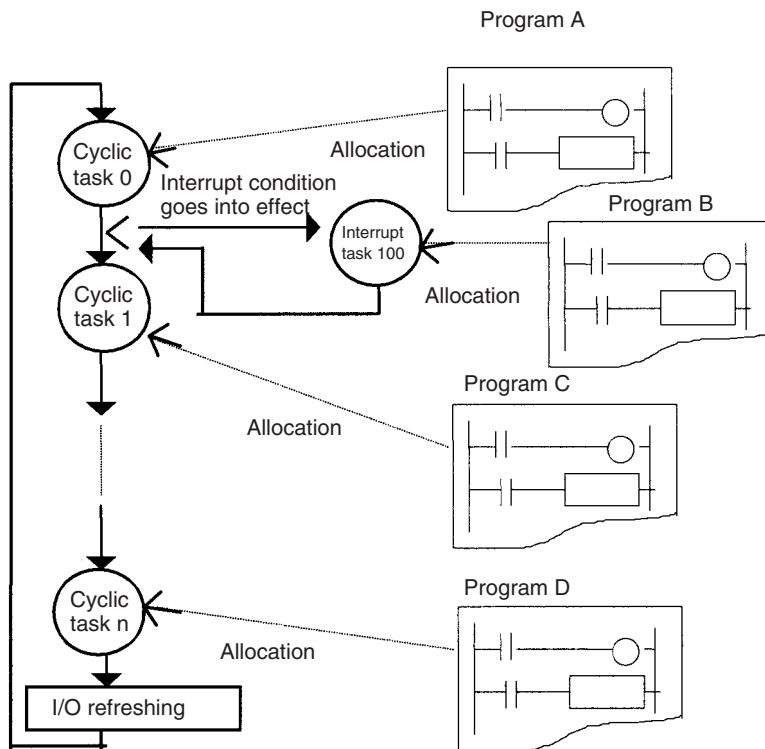 Program A
Cyclic
task 0
Allocation
Interrupt condition
goes into effect
Program B
Interrupt
task 100
Allocation
Cyclic
task 1
Program C
Allocation
Program D
Cyclic
task n
Allocation
I/O refreshing